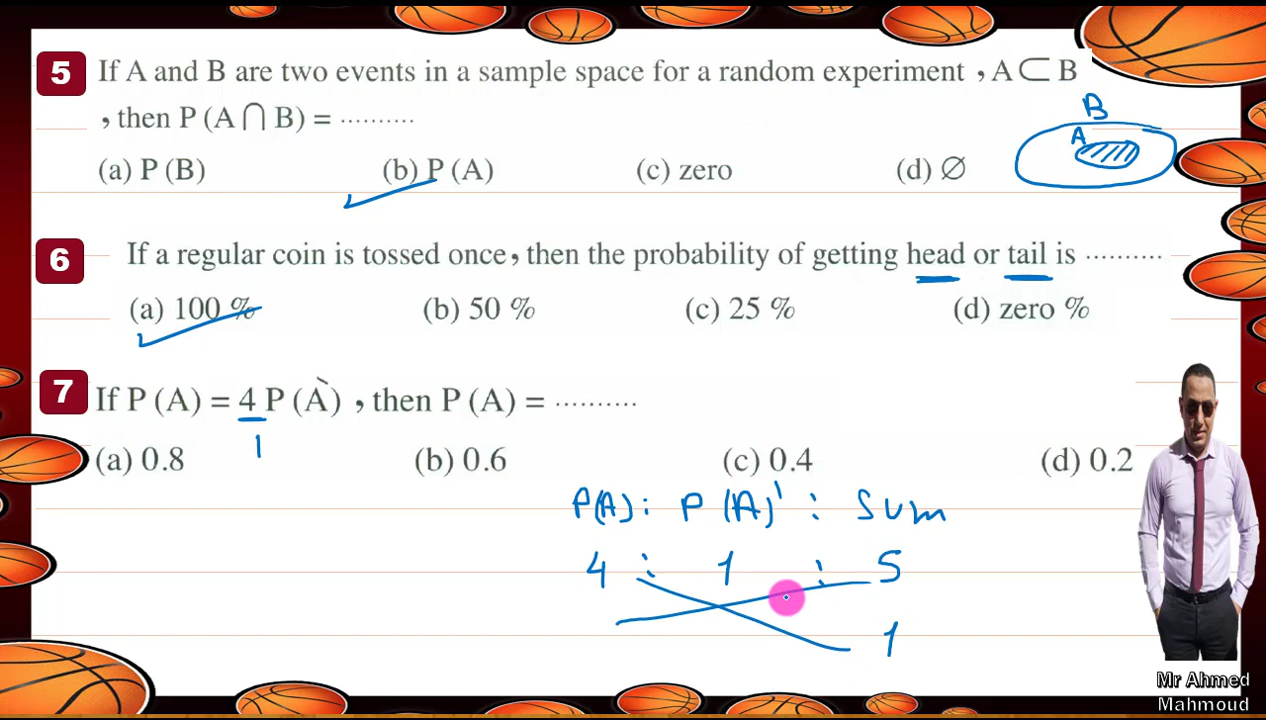 5 If A and B are two events in a sample space for a random experiment , A ⊂ B
, then P (A ⋂ B) = ..........
B
A
(a) P (B) (b) P (A) (c) zero (d) ∅
6 If a regular coin is tossed once, then the probability of getting head or tail is ..........
(a) 100 % (b) 50 % (c) 25 % (d) zero %
7 If P (A) = 4 P (À) , then P (A) = ..........
1
(a) 0.8 (b) 0.6 (c) 0.4 (d) 0.2
P(A) : P (A)' : Sum
4 : 1 : 5
1
Mr Ahmed
Mahmoud